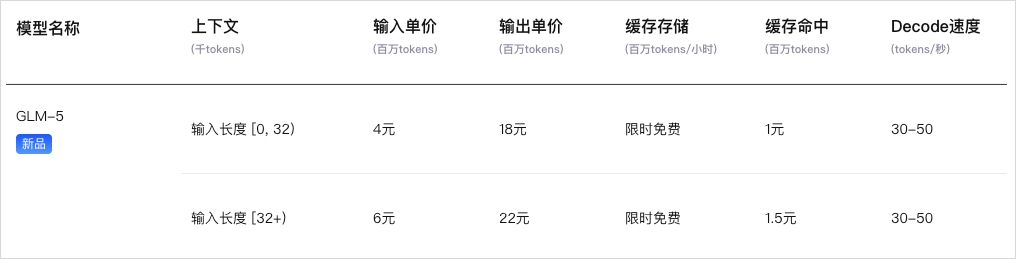 模型名称 上下文 输入单价 输出单价 缓存存储 缓存命中 Decode速度
(千tokens) (百万tokens) (百万tokens) (百万tokens/小时) (百万tokens) (tokens/秒)
GLM-5
新品
输入长度 [0, 32) 4元 18元 限时免费 1元 30-50
输入长度 [32+) 6元 22元 限时免费 1.5元 30-50